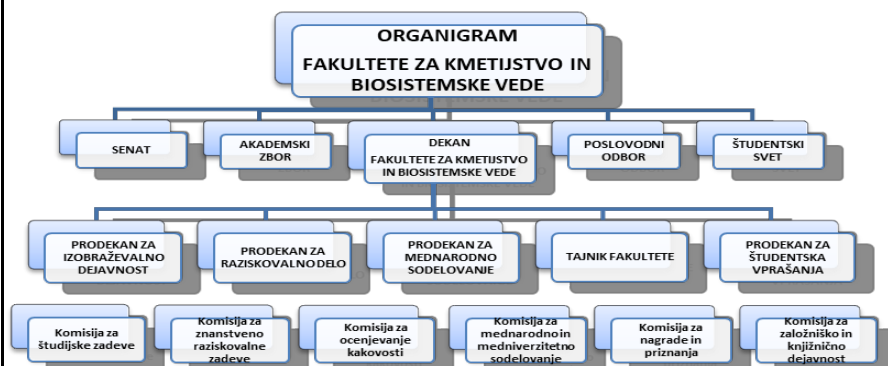 ORGANIGRAM
FAKULTETE ZA KMETIJSTVO IN
BIOSISTEMSKE VEDE
SENAT
AKADEMSKI
ZBOR
DEKAN
FAKULTETE ZA KMETIJSTVO
IN BIOSISTEMSKE VEDE
POSLOVODNI
ODBOR
ŠTUDENTSKI
SVET
PRODEKAN ZA
IZOBRAŽEVALNO
DEJAVNOST
PRODEKAN ZA
RAZISKOVALNO DELO
PRODEKAN ZA
MEDNARODNO
SODELOVANJE
TAJNIK FAKULTETE
PRODEKAN ZA
ŠTUDENTSKA
VPRAŠANJA
Komisija za
študijske zadeve
Komisija za
znanstveno
raziskovalne
zadeve
Komisija za
ocenjevanje
kakovosti
Komisija za
mednarodno in
medniverzitetno
sodelovanje
Komisija za
nagrade in
priznanja
Komisija za
založniško in
knjižnično
dejavnost